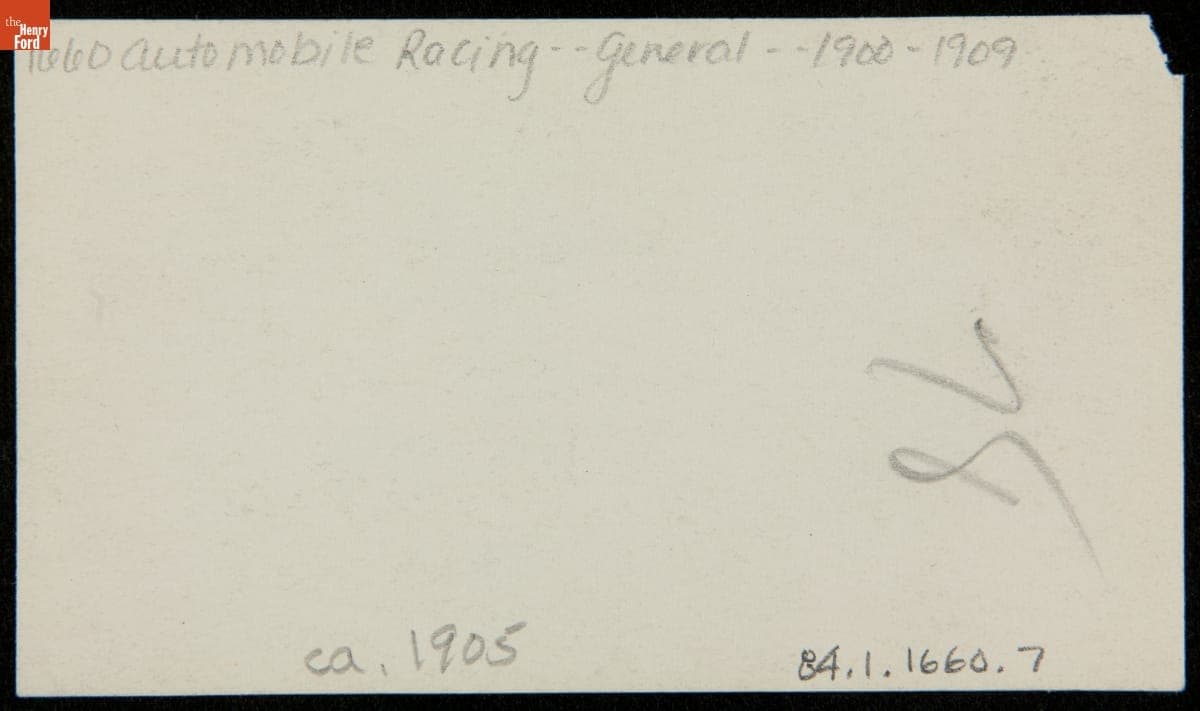 the
Henry
Ford
1660 Automobile Racing--General--1900-1909
ca. 1905
84.1.1660.7